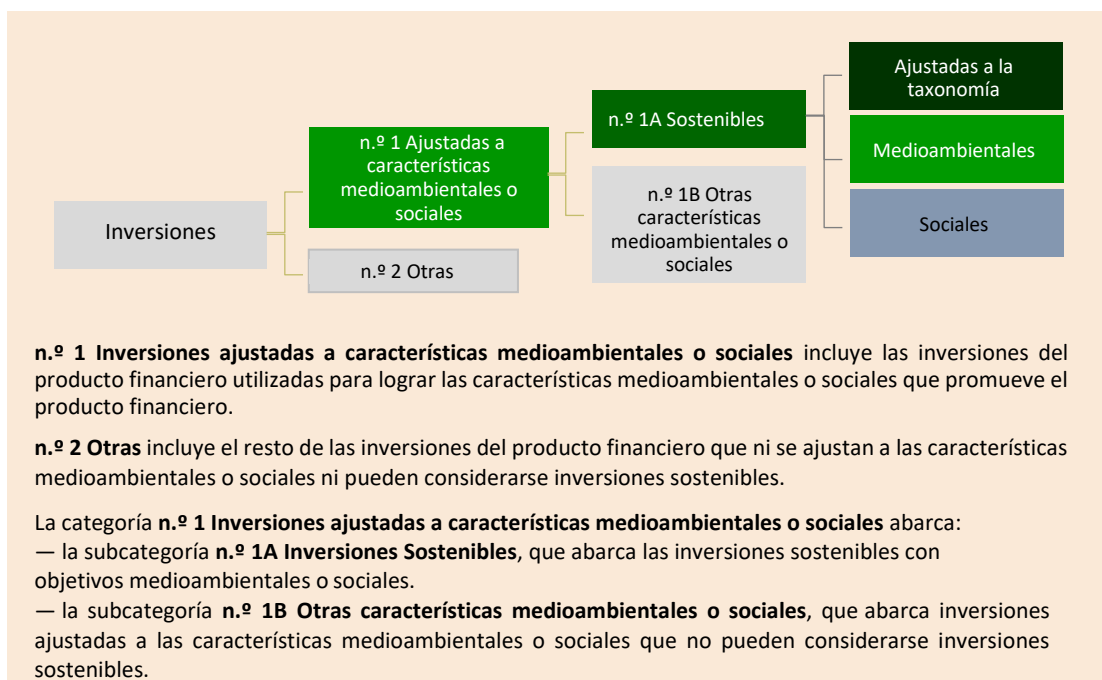 Inversiones
n.º 1 Ajustadas a
características
medioambientales o
sociales
n.º 2 Otras
n.º 1A Sostenibles
n.º 1B Otras
características
medioambientales o
sociales
Ajustadas a la
taxonomía
Medioambientales
Sociales
n.º 1 Inversiones ajustadas a características medioambientales o sociales incluye las inversiones del
producto financiero utilizadas para lograr las características medioambientales o sociales que promueve el
producto financiero.
n.º 2 Otras incluye el resto de las inversiones del producto financiero que ni se ajustan a las características
medioambientales o sociales ni pueden considerarse inversiones sostenibles.
La categoría n.º 1 Inversiones ajustadas a características medioambientales o sociales abarca:
— la subcategoría n.º 1A Inversiones Sostenibles, que abarca las inversiones sostenibles con
objetivos medioambientales o sociales.
— la subcategoría n.º 1B Otras características medioambientales o sociales, que abarca inversiones
ajustadas a las características medioambientales o sociales que no pueden considerarse inversiones
sostenibles.